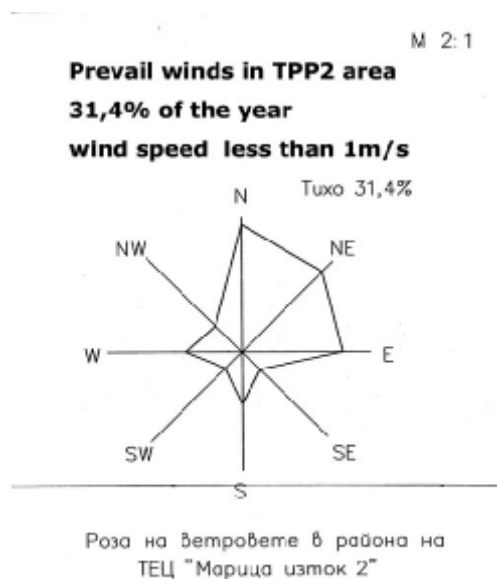 M 2:1
Prevail winds in TPP2 area
31,4% of the year
wind speed less than 1m/s
Тихо 31,4%
N
NW
NE
W
E
SW
SE
S
Роза на ветровете в района на
ТЕЦ "Марица изток 2"